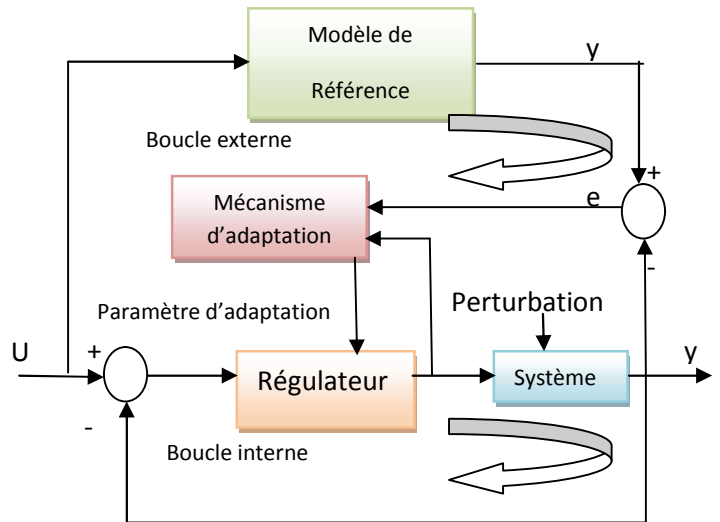 Modèle de
Référence
y
Boucle externe
+
Mécanisme
d'adaptation
e
-
Paramètre d'adaptation
Perturbation
U
+
Régulateur
Système
y
-
Boucle interne